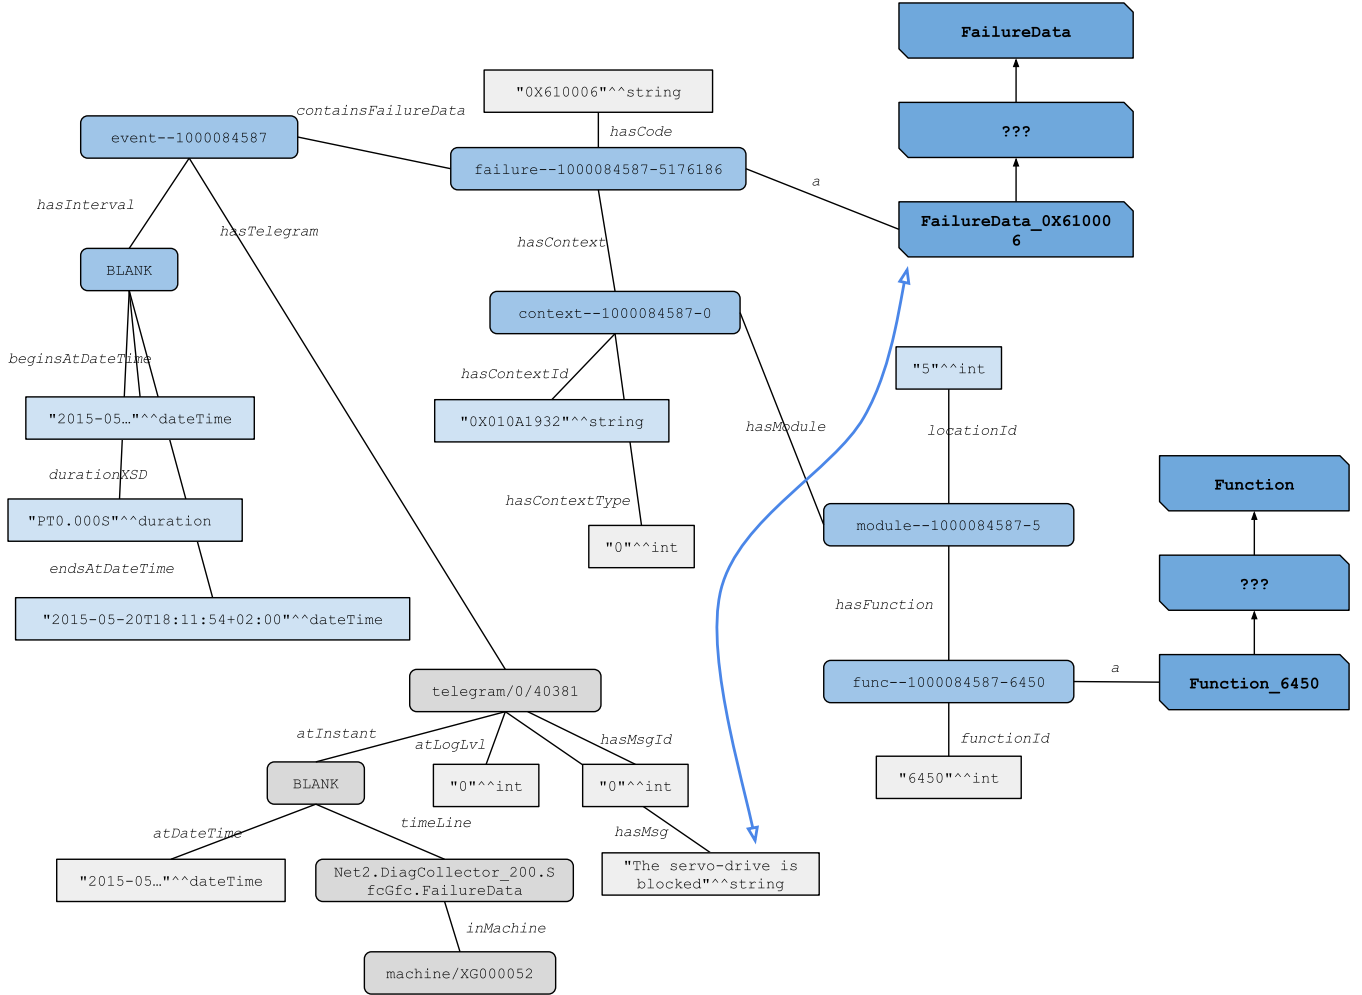 FailureData
"0X610006"^^string
containsFailureData
???
hasCode
event--1000084587
failure--1000084587-5176186
a
hasInterval
FailureData_0X61000
6
hasTelegram
hasContext
BLANK
context--1000084587-0
beginsAtDateTime
"5"^^int
hasContextId
"2015-05…"^^dateTime
"0X010A1932"^^string
hasModule
locationId
durationXSD
Function
hasContextType
"PT0.000S"^^duration
module--1000084587-5
"0"^^int
endsAtDateTime
???
hasFunction
"2015-05-20T18:11:54+02:00"^^dateTime
a
func--1000084587-6450
Function_6450
telegram/0/40381
atInstant
atLogLvl
hasMsgId
functionId
BLANK
"0"^^int
"0"^^int
"6450"^^int
atDateTime
timeLine
hasMsg
"2015-05…"^^dateTime
Net2.DiagCollector_200.S
fcGfc.FailureData
"The servo-drive is
blocked"^^string
inMachine
machine/XG000052